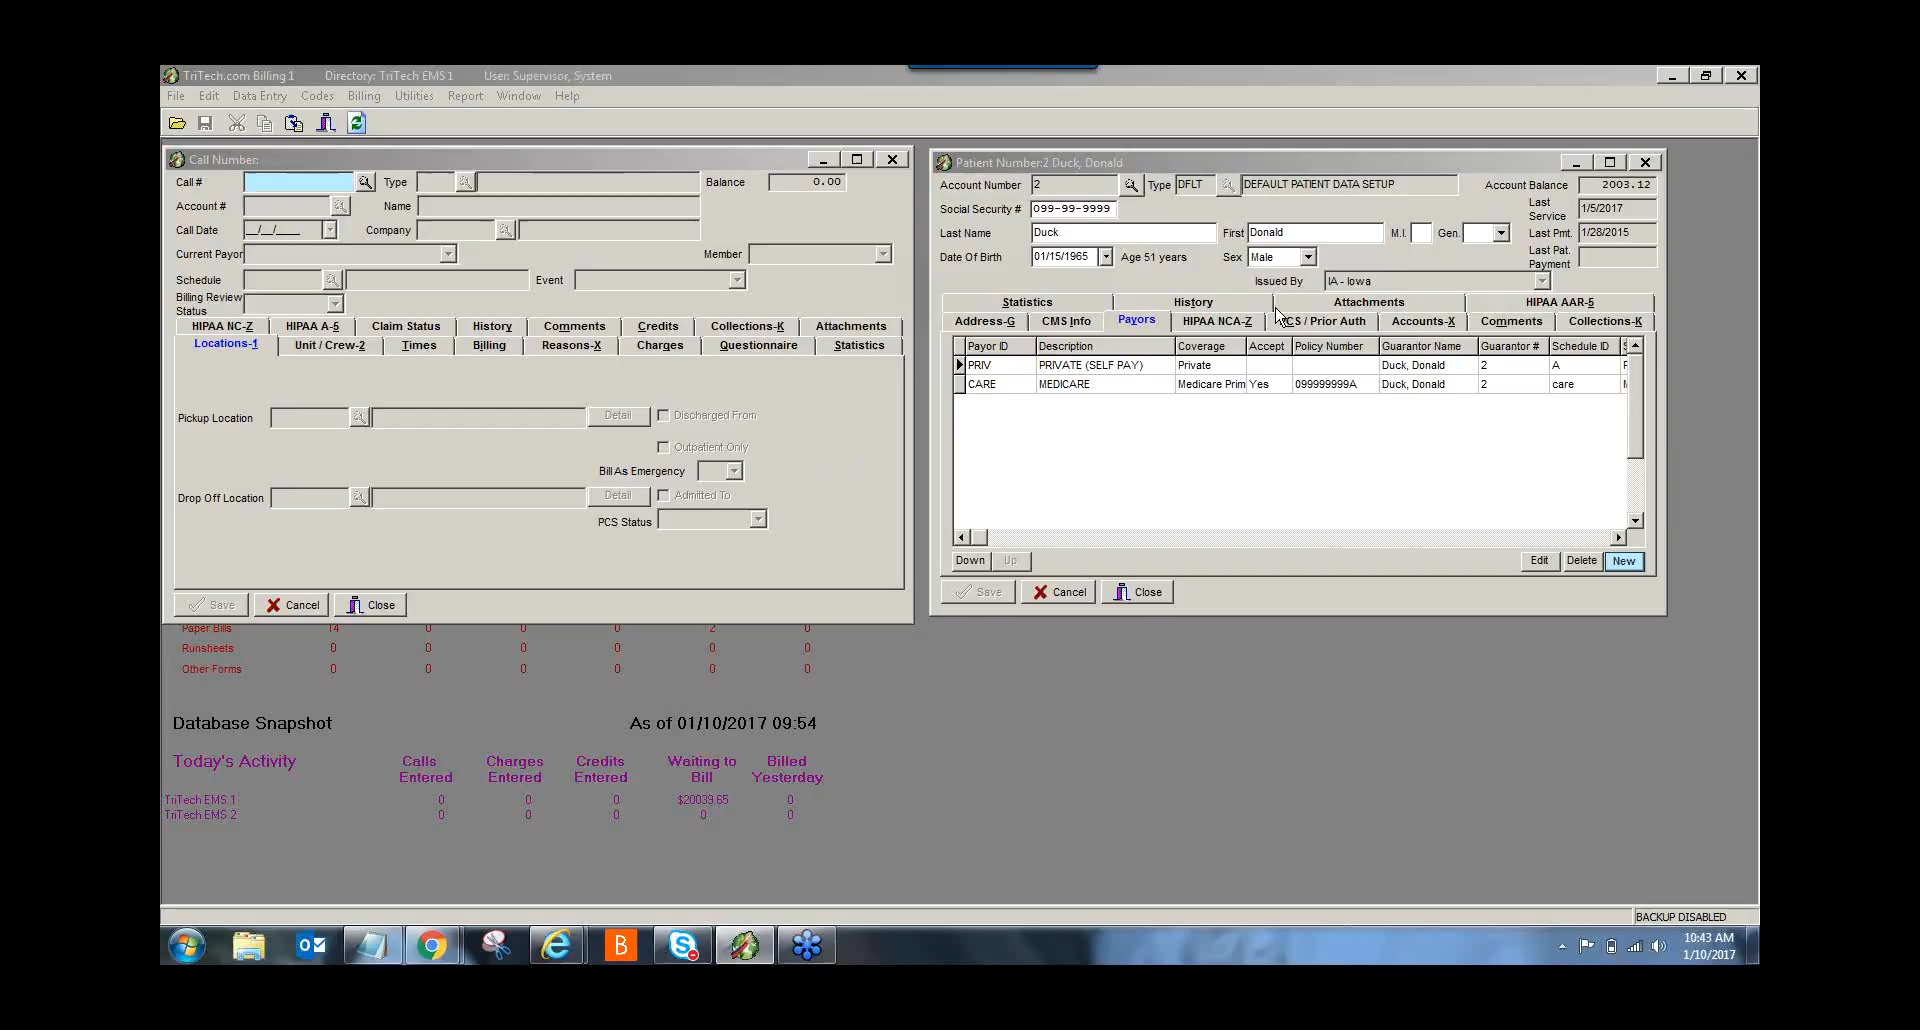 TriTech.com Billing 1 Directory: TriTech EMS 1 User: Supervisor, System
File Edit Data Entry Codes Billing Utilities Report Window Help
Call Number:
Call # Type Balance 0.00
Account # Name
Call Date __/__/____ Company
Current Payor Member
Schedule Event
Billing Review Status
HIPAA NC-Z HIPAA A-5 Claim Status History Comments Credits Collections-K Attachments
Locations-1 Unit / Crew-2 Times Billing Reasons-X Charges Questionnaire Statistics
Pickup Location Detail Discharged From
Outpatient Only
Bill As Emergency
Drop Off Location Detail Admitted To
PCS Status
Save Cancel Close
Patient Number:2 Duck, Donald
Account Number 2 Type DFLT DEFAULT PATIENT DATA SETUP Account Balance 2003.12
Social Security # 099-99-9999 Last Service 1/5/2017
Last Name Duck First Donald M.I. Gen. Last Pmt. 1/28/2015
Date Of Birth 01/15/1965 Age 51 years Sex Male Last Pat. Payment
Issued By IA - Iowa
Statistics History Attachments HIPAA AAR-5
Address-G CMS Info Payors HIPAA NCA-Z CS / Prior Auth Accounts-X Comments Collections-K
Payor ID Description Coverage Accept Policy Number Guarantor Name Guarantor # Schedule ID
PRIV PRIVATE (SELF PAY) Private Duck, Donald 2 A
CARE MEDICARE Medicare Prim Yes 099999999A Duck, Donald 2 care
Down Up Edit Delete New
Save Cancel Close
Paper Bills 14 0 0 0 2 0
Runsheets 0 0 0 0 0 0
Other Forms 0 0 0 0 0 0
Database Snapshot As of 01/10/2017 09:54
Today's Activity Calls Entered Charges Entered Credits Entered Waiting to Bill Billed Yesterday
TriTech EMS 1 0 0 0 $20039.65 0
TriTech EMS 2 0 0 0 0 0
BACKUP DISABLED
10:43 AM
1/10/2017